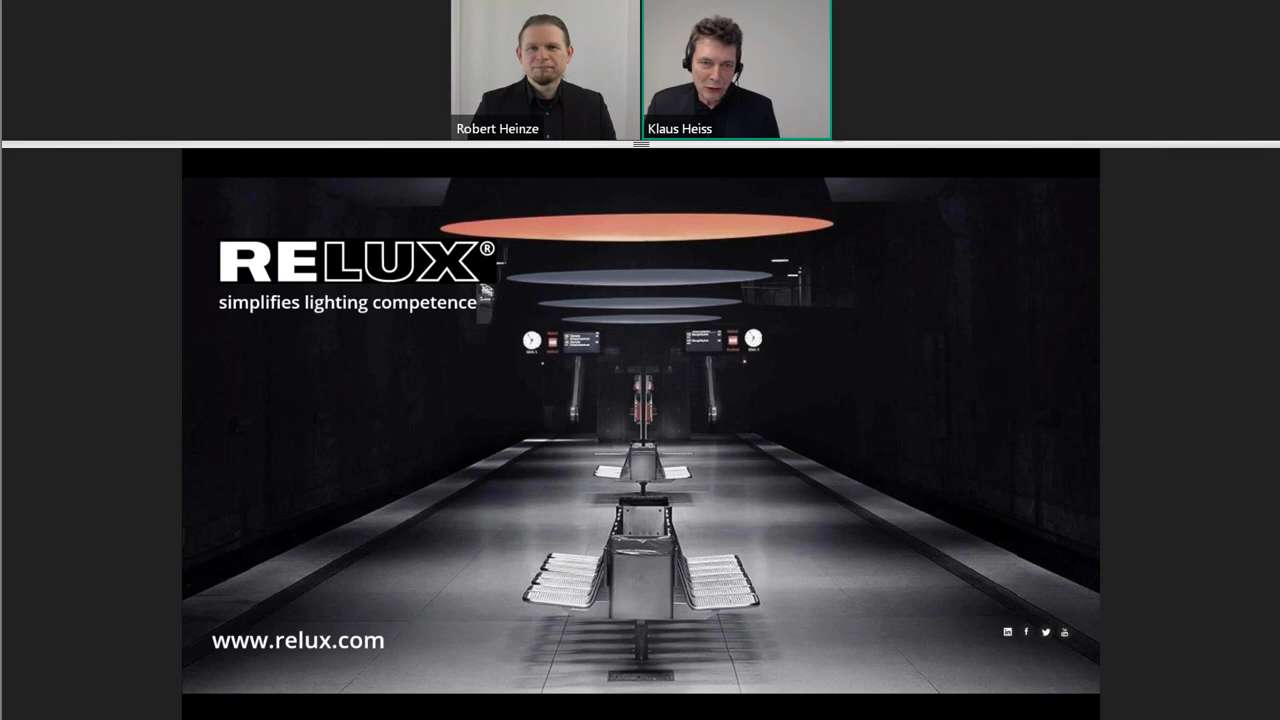 Robert Heinze
Klaus Heiss
RELUX®
simplifies lighting competence
www.relux.com